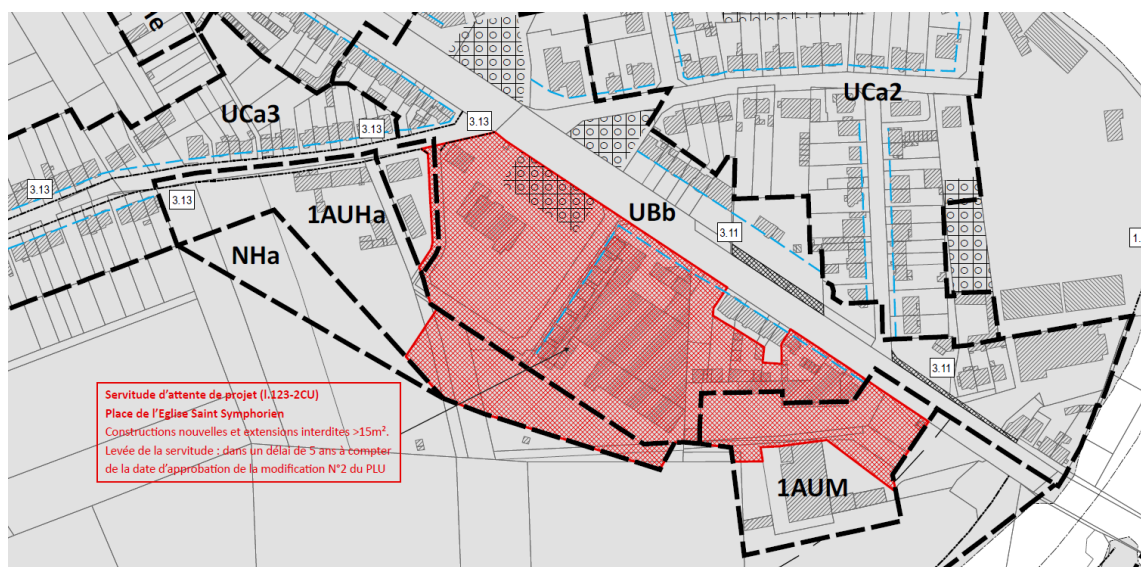 ne
UCa3
UCa2
3.13
3.13
3.13
3.13
1AUHa
UBb
NHa
3.11
1.
3.11
Servitude d'attente de projet (l.123-2CU)
Place de l'Eglise Saint Symphorien
Constructions nouvelles et extensions interdites >15m².
Levée de la servitude : dans un délai de 5 ans à compter
de la date d'approbation de la modification N°2 du PLU
1AUM